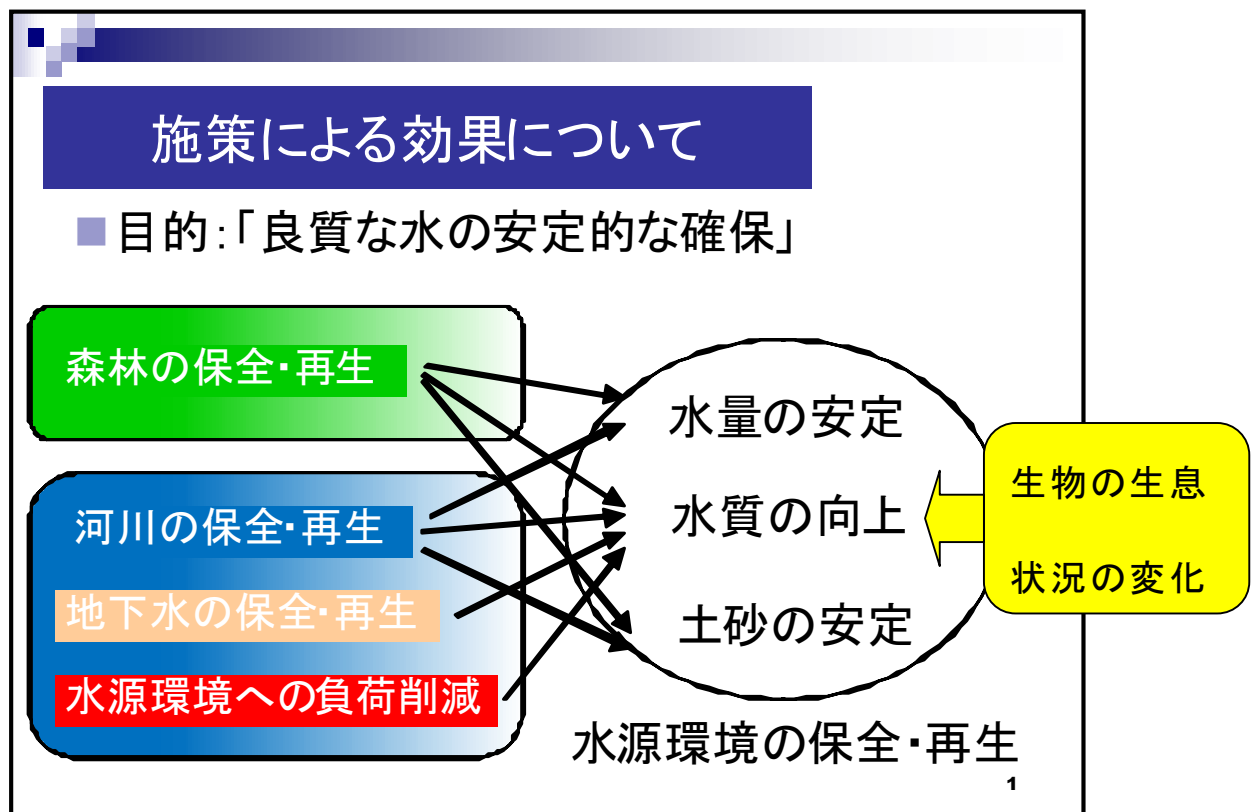 施策による効果について
目的:「良質な水の安定的な確保」
森林の保全・再生
河川の保全・再生
地下水の保全・再生
水源環境への負荷削減
水量の安定
水質の向上
土砂の安定
生物の生息
状況の変化
水源環境の保全・再生
1